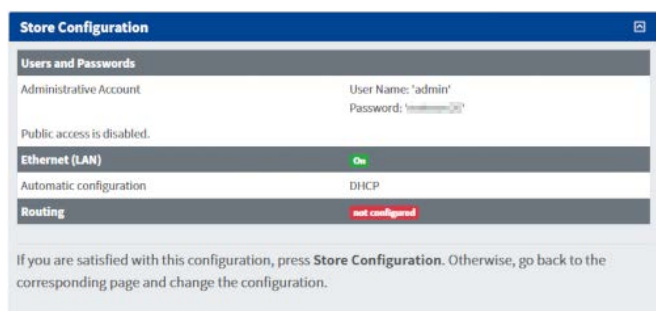 Store Configuration
Users and Passwords
Administrative Account User Name: 'admin'
Password: ' '
Public access is disabled.
Ethernet (LAN) On
Automatic configuration DHCP
Routing not configured
If you are satisfied with this configuration, press Store Configuration. Otherwise, go back to the
corresponding page and change the configuration.